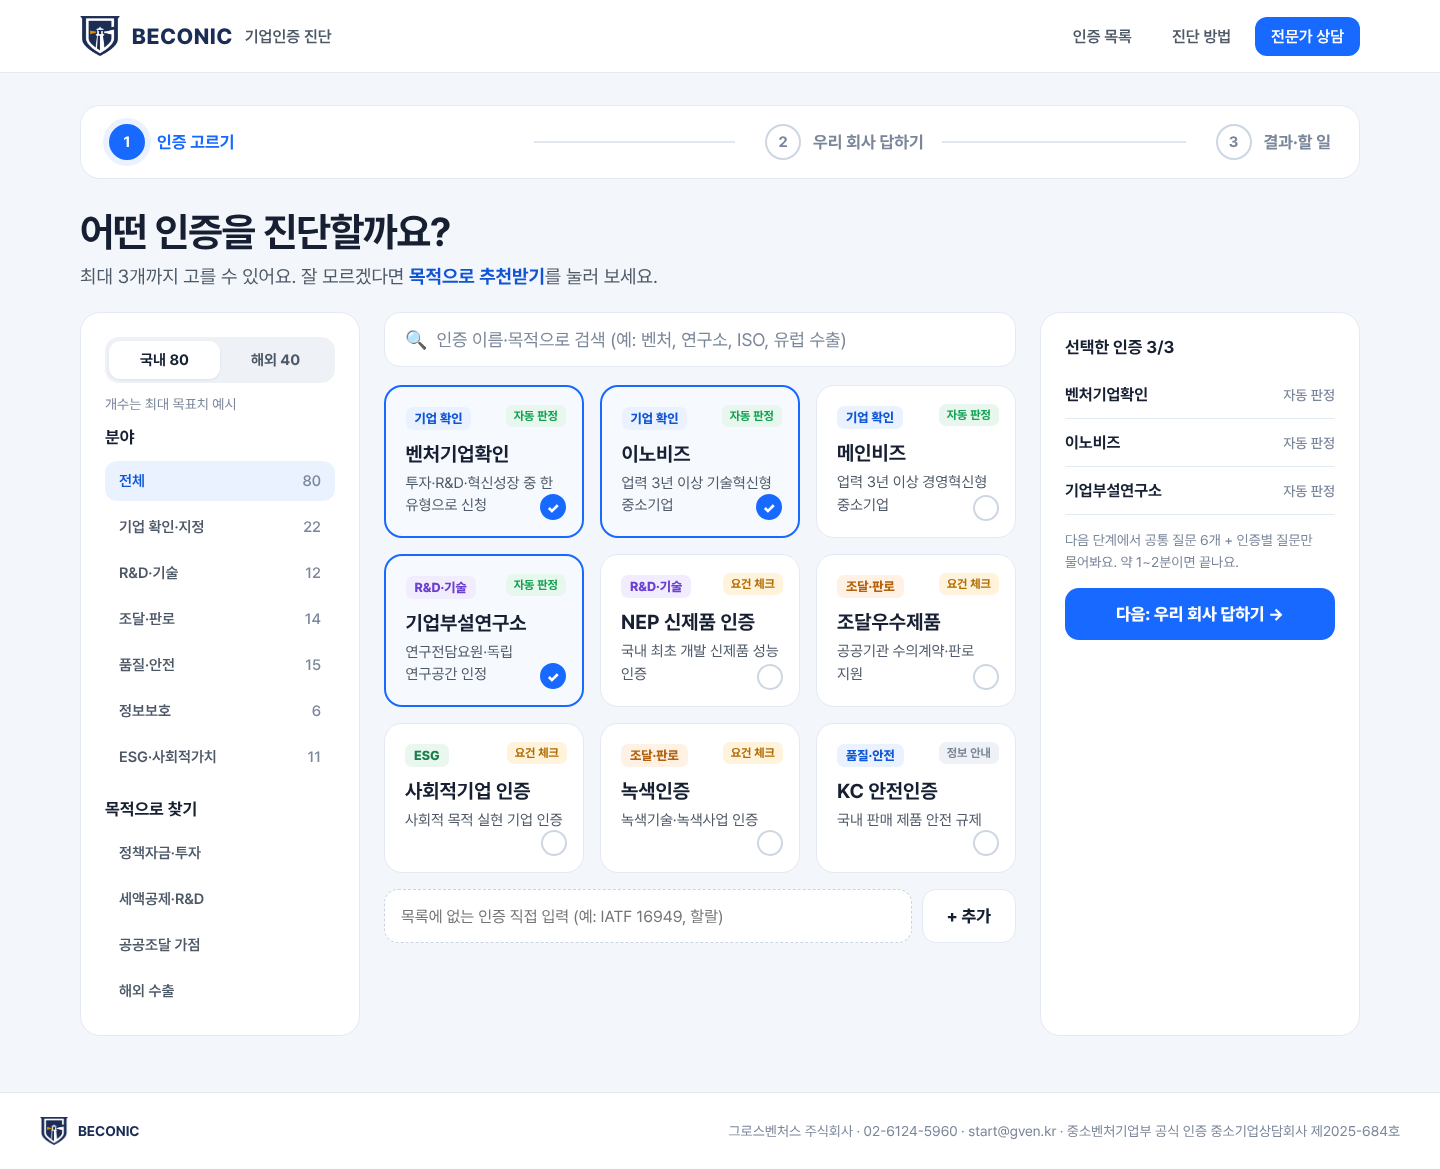 BECONIC 기업인증 진단
인증 목록
진단 방법
전문가 상담
1 인증 고르기
2 우리 회사 답하기
3 결과·할 일
어떤 인증을 진단할까요?
최대 3개까지 고를 수 있어요. 잘 모르겠다면 목적으로 추천받기를 눌러 보세요.
국내 80
해외 40
개수는 최대 목표치 예시
분야
전체 80
기업 확인·지정 22
R&D·기술 12
조달·판로 14
품질·안전 15
정보보호 6
ESG·사회적가치 11
목적으로 찾기
정책자금·투자
세액공제·R&D
공공조달 가점
해외 수출
인증 이름·목적으로 검색 (예: 벤처, 연구소, ISO, 유럽 수출)
기업 확인 자동 판정
벤처기업확인
투자·R&D·혁신성장 중 한
유형으로 신청
기업 확인 자동 판정
이노비즈
업력 3년 이상 기술혁신형
중소기업
기업 확인 자동 판정
메인비즈
업력 3년 이상 경영혁신형
중소기업
R&D·기술 자동 판정
기업부설연구소
연구전담요원·독립
연구공간 인정
R&D·기술 요건 체크
NEP 신제품 인증
국내 최초 개발 신제품 성능
인증
조달·판로 요건 체크
조달우수제품
공공기관 수의계약·판로
지원
ESG 요건 체크
사회적기업 인증
사회적 목적 실현 기업 인증
조달·판로 요건 체크
녹색인증
녹색기술·녹색사업 인증
품질·안전 정보 안내
KC 안전인증
국내 판매 제품 안전 규제
목록에 없는 인증 직접 입력 (예: IATF 16949, 할랄)
+ 추가
선택한 인증 3/3
벤처기업확인 자동 판정
이노비즈 자동 판정
기업부설연구소 자동 판정
다음 단계에서 공통 질문 6개 + 인증별 질문만
물어봐요. 약 1~2분이면 끝나요.
다음: 우리 회사 답하기 →
BECONIC
그로스벤처스 주식회사 · 02-6124-5960 · start@gven.kr · 중소벤처기업부 공식 인증 중소기업상담회사 제2025-684호